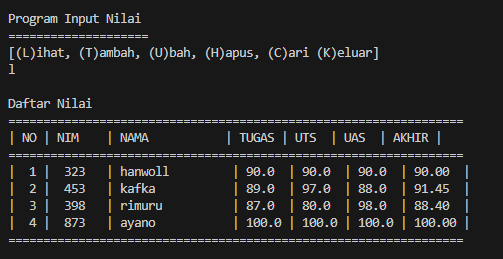 Program Input Nilai
====================
[(L)ihat, (T)ambah, (U)bah, (H)apus, (C)ari (K)eluar]
l
Daftar Nilai
=================================================================
| NO | NIM | NAMA | TUGAS | UTS | UAS | AKHIR |
=================================================================
| 1 | 323 | hanwoll | 90.0 | 90.0 | 90.0 | 90.00 |
| 2 | 453 | kafka | 89.0 | 97.0 | 88.0 | 91.45 |
| 3 | 398 | rimuru | 87.0 | 80.0 | 98.0 | 88.40 |
| 4 | 873 | ayano | 100.0 | 100.0 | 100.0 | 100.00 |
=================================================================